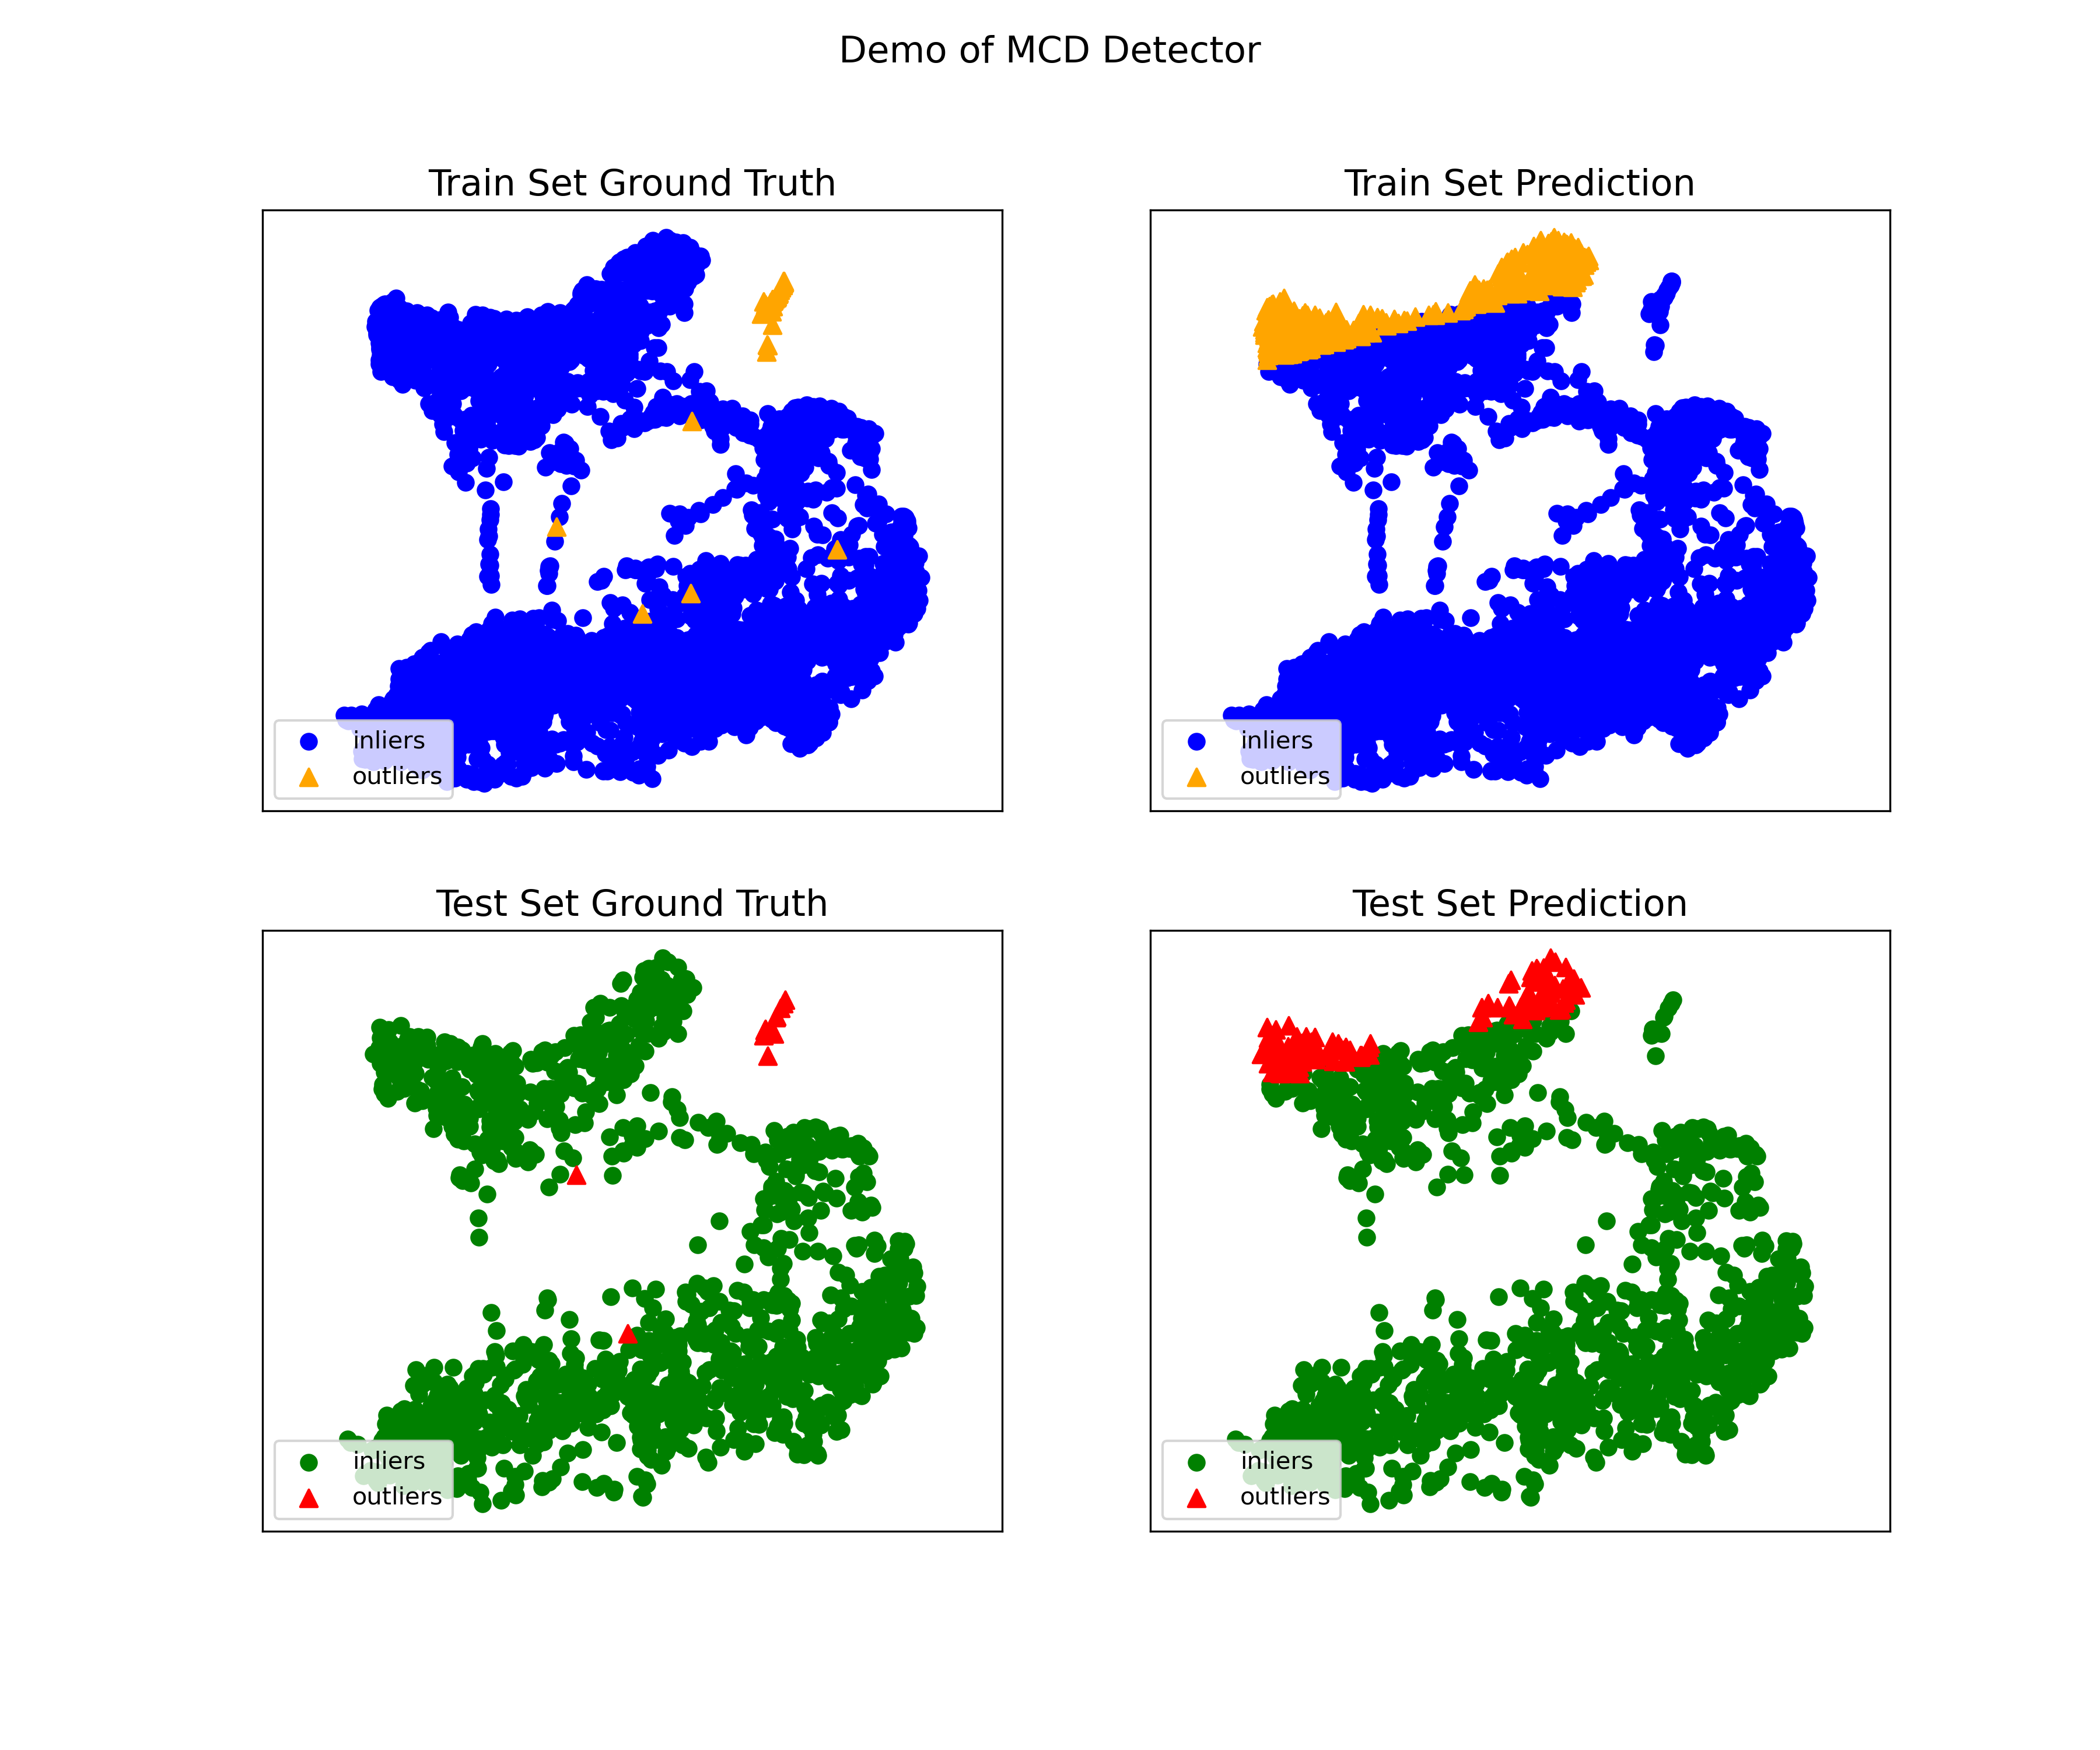 Demo of MCD Detector
Train Set Ground Truth
Train Set Prediction
inliers
outliers
inliers
outliers
Test Set Ground Truth
Test Set Prediction
inliers
outliers
inliers
outliers